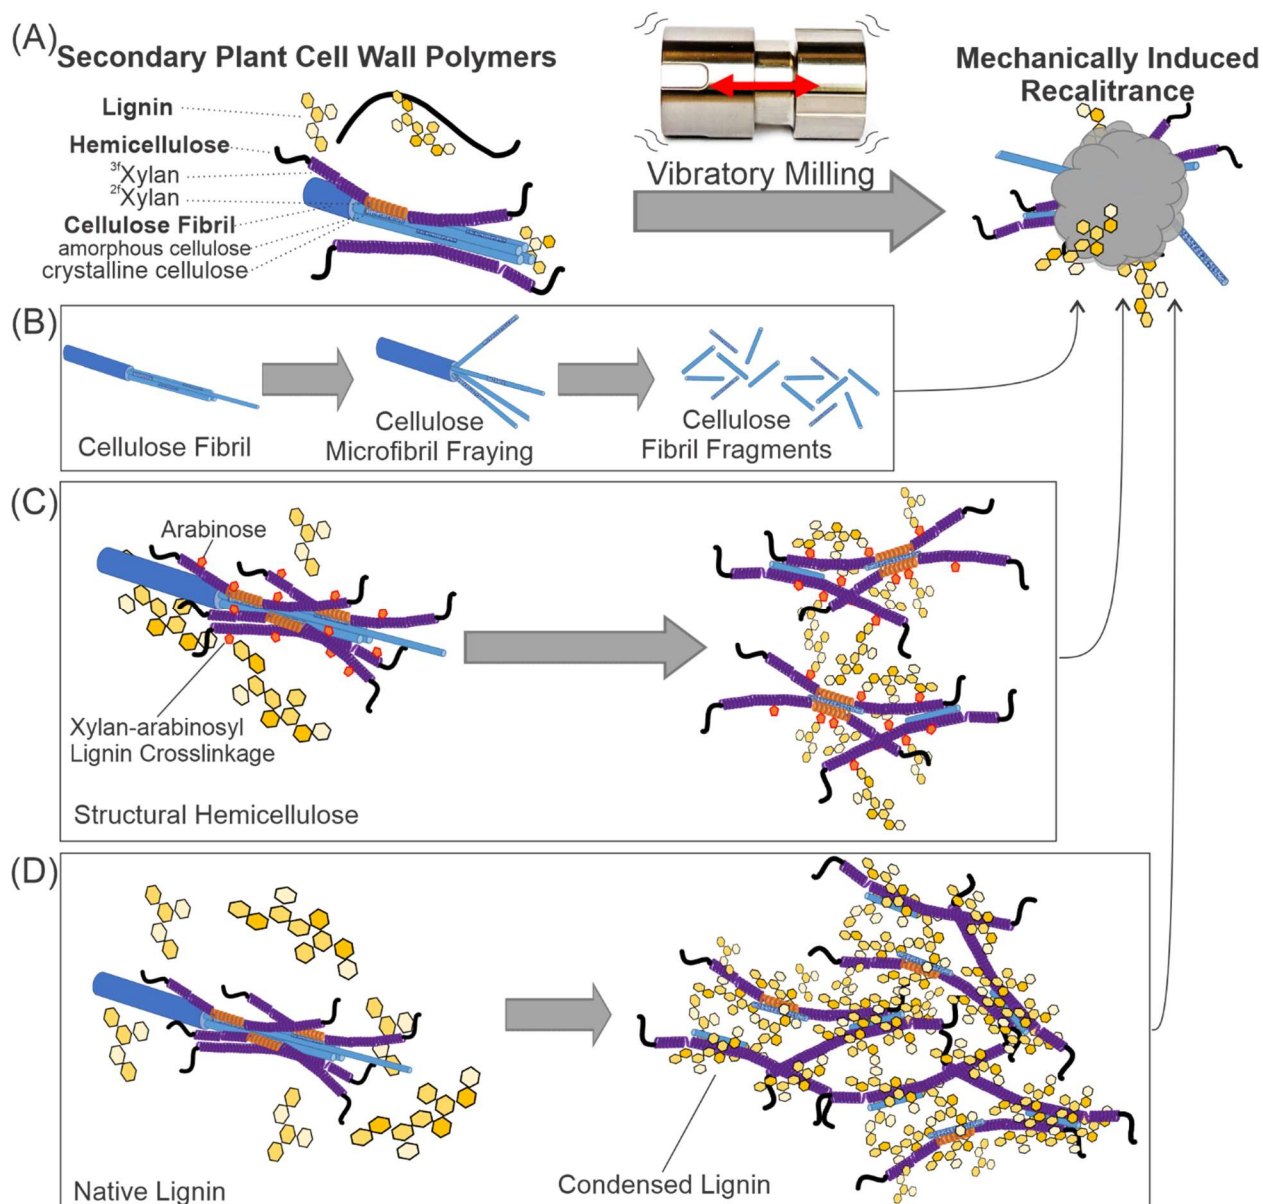 (A)
Secondary Plant Cell Wall Polymers
Lignin
Hemicellulose
³ᶠXylan
²ᶠXylan
Cellulose Fibril
amorphous cellulose
crystalline cellulose
Vibratory Milling
Mechanically Induced
Recalitrance
(B)
Cellulose Fibril
Cellulose
Microfibril Fraying
Cellulose
Fibril Fragments
(C)
Arabinose
Xylan-arabinosyl
Lignin Crosslinkage
Structural Hemicellulose
(D)
Native Lignin
Condensed Lignin